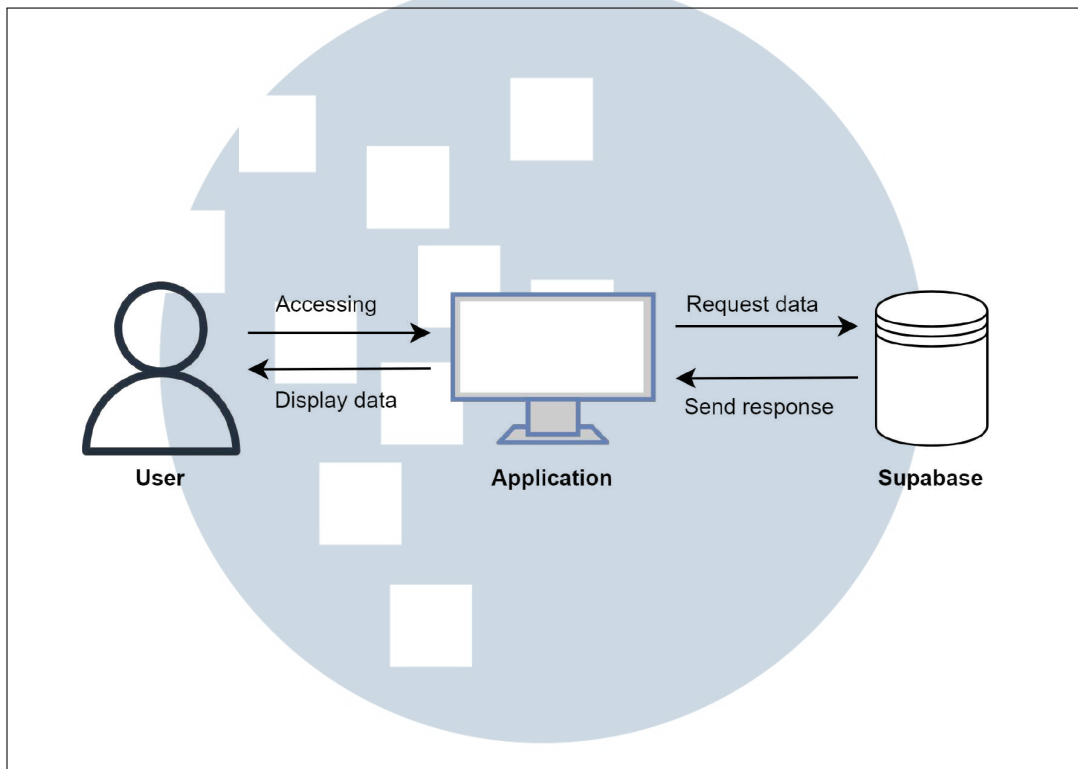 Accessing
Request data
Display data
Send response
User
Application
Supabase